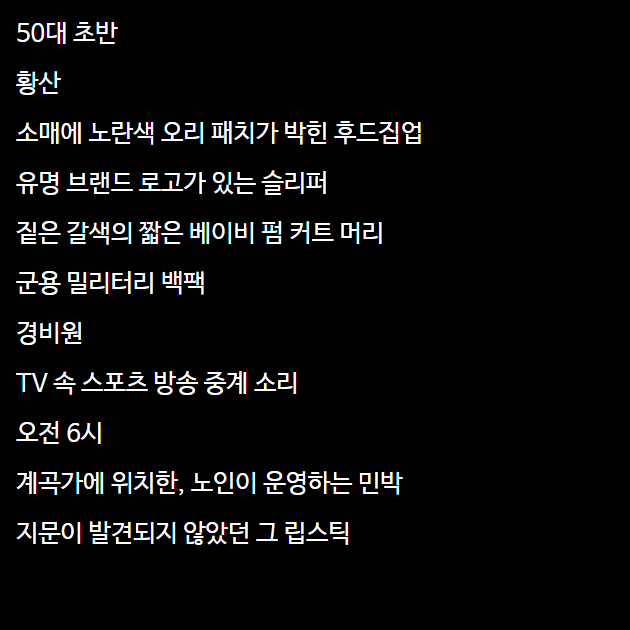 50대 초반
황산
소매에 노란색 오리 패치가 박힌 후드집업
유명 브랜드 로고가 있는 슬리퍼
짙은 갈색의 짧은 베이비 펌 커트 머리
군용 밀리터리 백팩
경비원
TV 속 스포츠 방송 중계 소리
오전 6시
계곡가에 위치한, 노인이 운영하는 민박
지문이 발견되지 않았던 그 립스틱